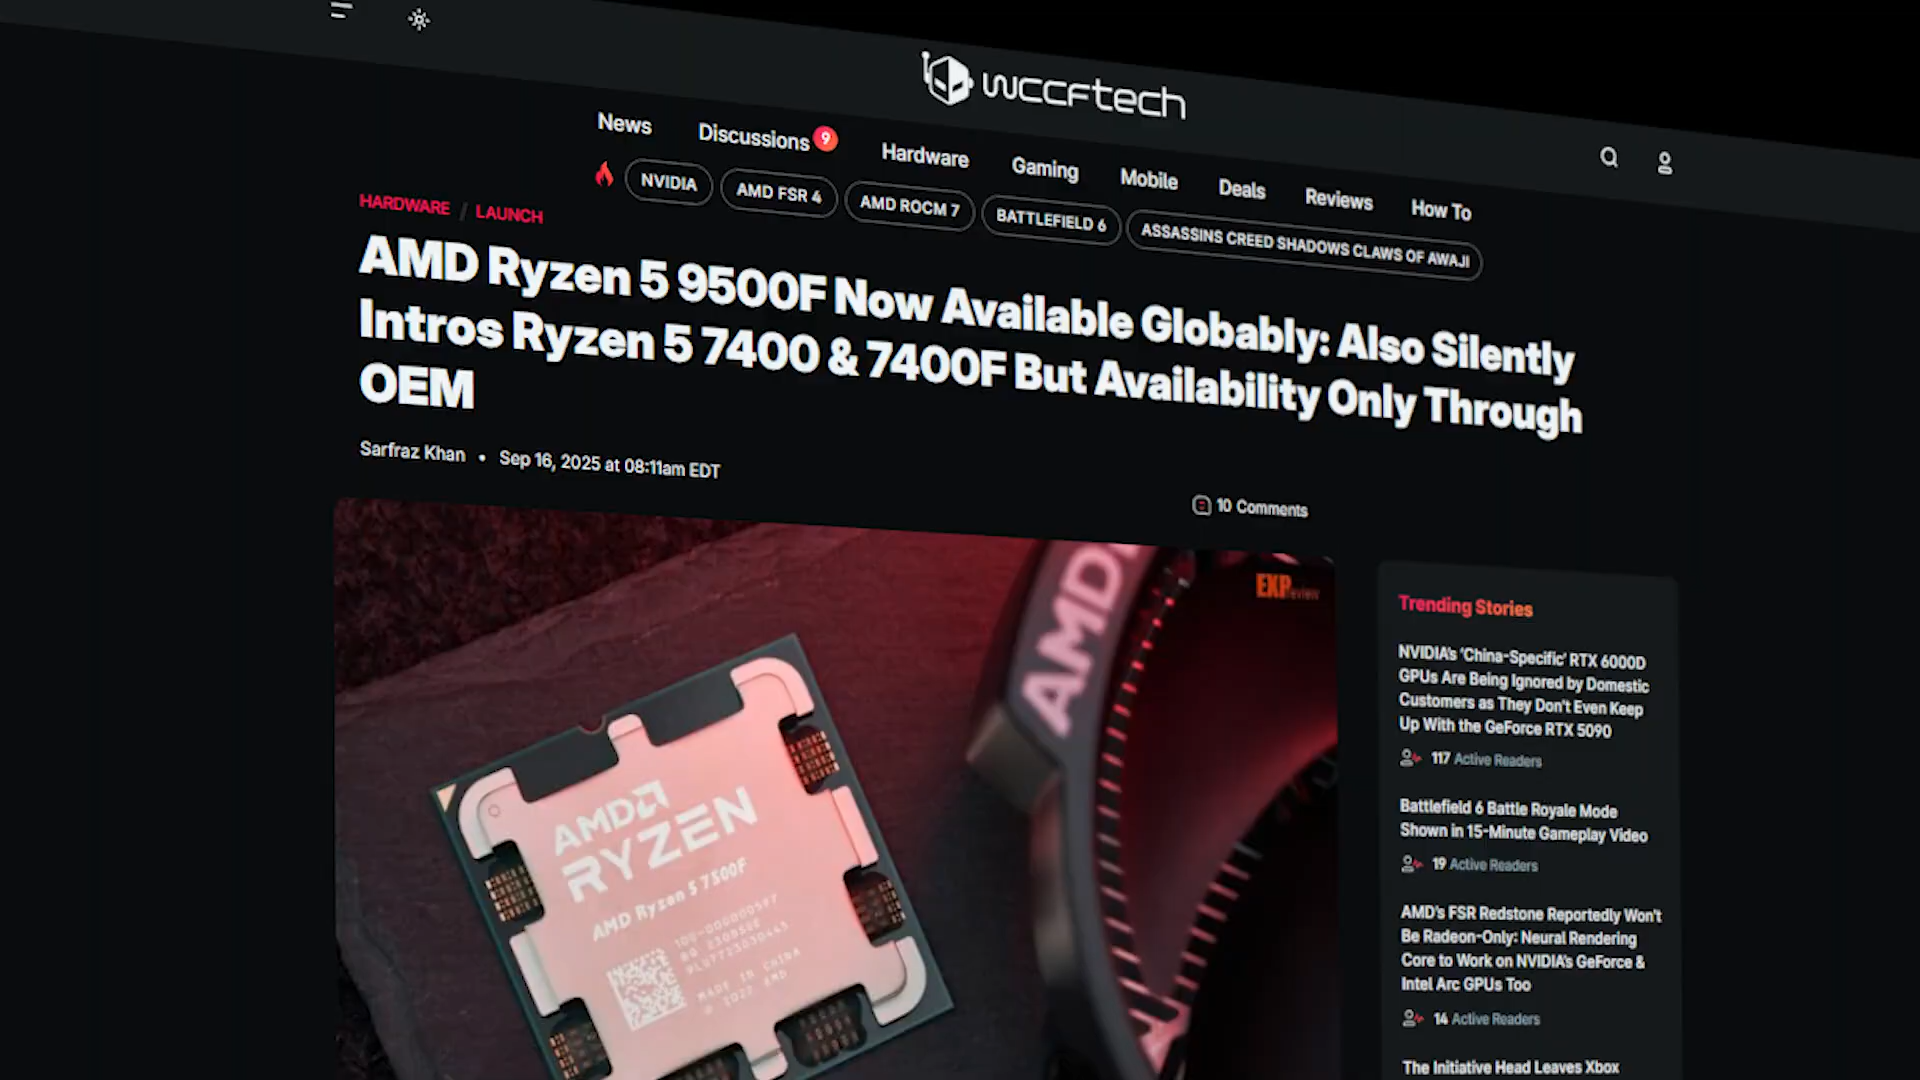 wccftech
News
Discussions 9
Hardware
Gaming
Mobile
Deals
Reviews
How To
NVIDIA
AMD FSR 4
AMD ROCM 7
BATTLEFIELD 6
ASSASSINS CREED SHADOWS CLAWS OF AWAJI
HARDWARE / LAUNCH
AMD Ryzen 5 9500F Now Available Globably: Also Silently
Intros Ryzen 5 7400 & 7400F But Availability Only Through
OEM
Sarfraz Khan • Sep 16, 2025 at 08:11am EDT
10 Comments
AMD
EXPreview
AMD
RYZEN
AMD Ryzen 5 7500F
MADE IN CHINA
Trending Stories
NVIDIA's 'China-Specific' RTX 6000D
GPUs Are Being Ignored by Domestic
Customers as They Don't Even Keep
Up With the GeForce RTX 5090
117 Active Readers
Battlefield 6 Battle Royale Mode
Shown in 15-Minute Gameplay Video
19 Active Readers
AMD's FSR Redstone Reportedly Won't
Be Radeon-Only: Neural Rendering
Core to Work on NVIDIA's GeForce &
Intel Arc GPUs Too
14 Active Readers
The Initiative Head Leaves Xbox